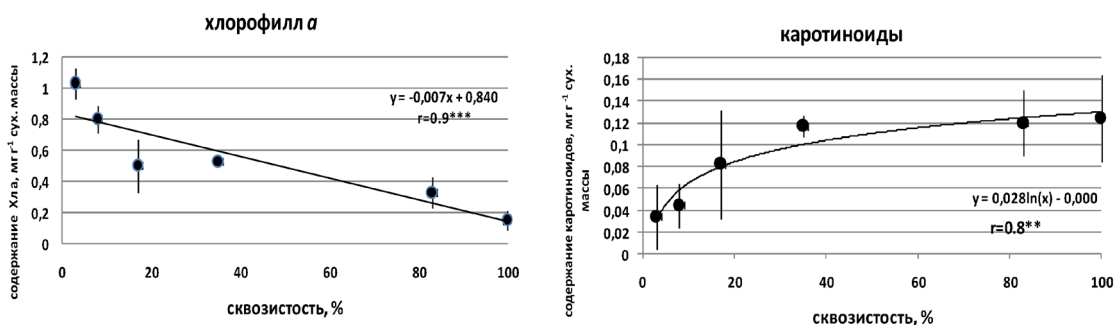 хлорофилл a
содержание Хла, мг г⁻¹ сух. массы
1,2
1
0,8
0,6
0,4
0,2
0
y = -0,007x + 0,840
r=0.9***
0 20 40 60 80 100
сквозистость, %
каротиноиды
содержание каротиноидов, мг г⁻¹ сух.
массы
0,18
0,16
0,14
0,12
0,1
0,08
0,06
0,04
0,02
0
y = 0,028ln(x) - 0,000
r=0.8**
0 20 40 60 80 100
сквозистость, %